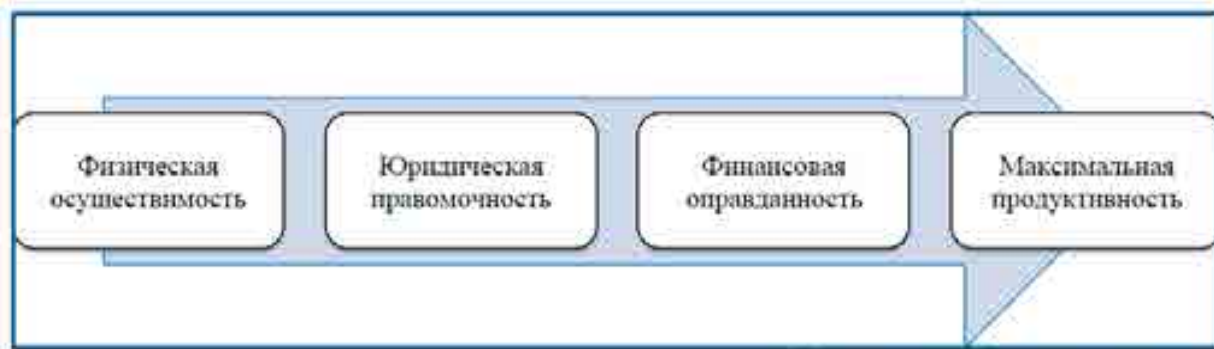 Физическая
осуществимость
Юридическая
правомочность
Финансовая
оправданность
Максимальная
продуктивность